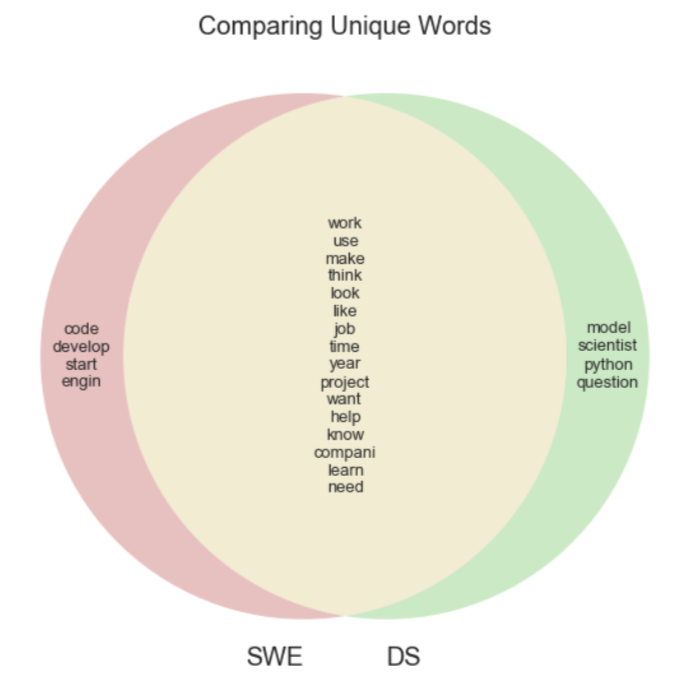 Comparing Unique Words
work
use
make
think
look
like
job
time
year
project
want
help
know
compani
learn
need
code
develop
start
engin
model
scientist
python
question
SWE DS